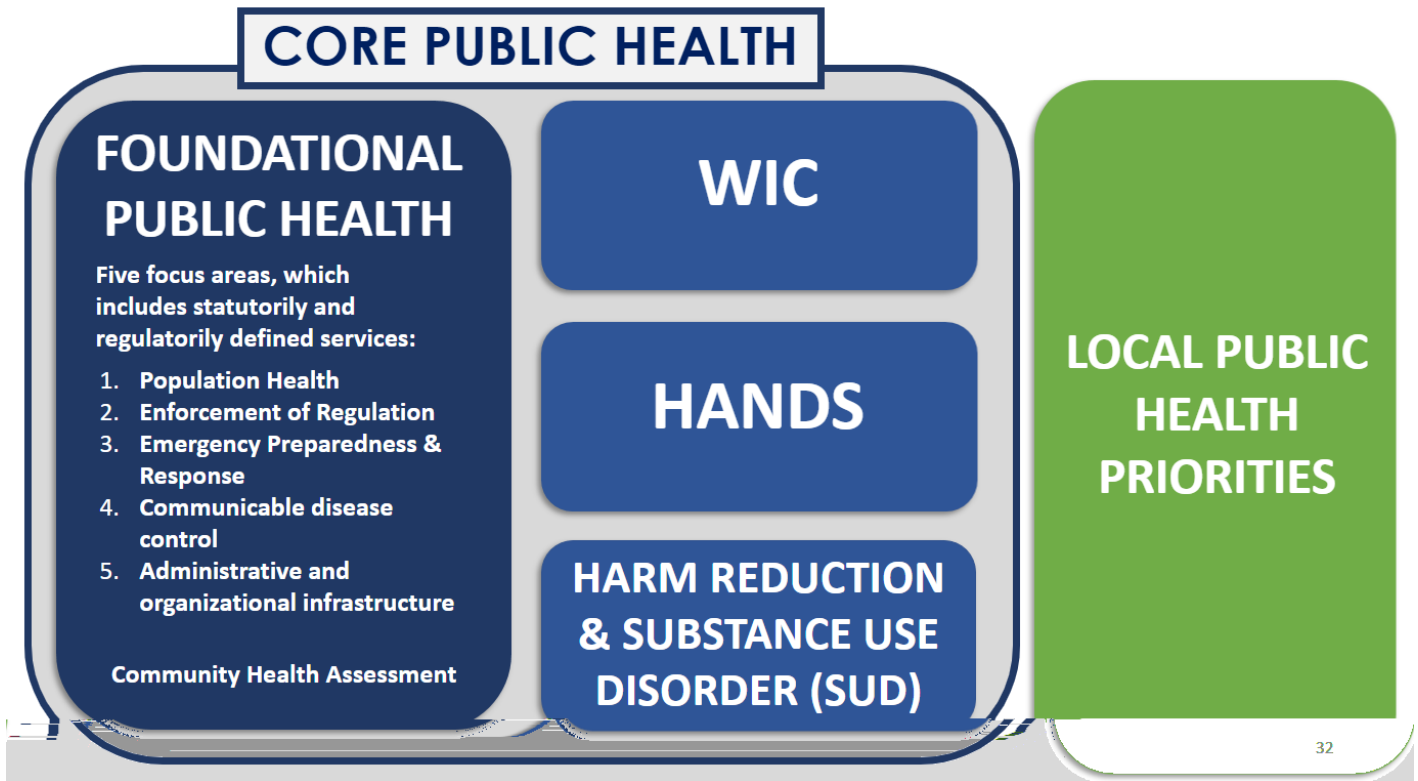 CORE PUBLIC HEALTH
FOUNDATIONAL
PUBLIC HEALTH
Five focus areas, which
includes statutorily and
regulatorily defined services:
1. Population Health
2. Enforcement of Regulation
3. Emergency Preparedness &
Response
4. Communicable disease
control
5. Administrative and
organizational infrastructure
Community Health Assessment
WIC
HANDS
HARM REDUCTION
& SUBSTANCE USE
DISORDER (SUD)
LOCAL PUBLIC
HEALTH
PRIORITIES
32